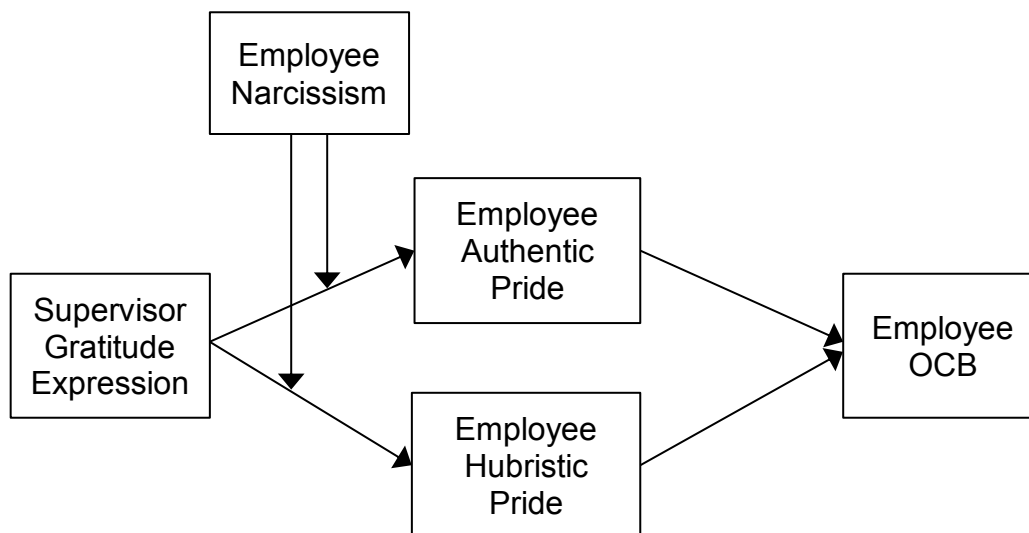 Employee
Narcissism
Employee
Authentic
Pride
Supervisor
Gratitude
Expression
Employee
OCB
Employee
Hubristic
Pride